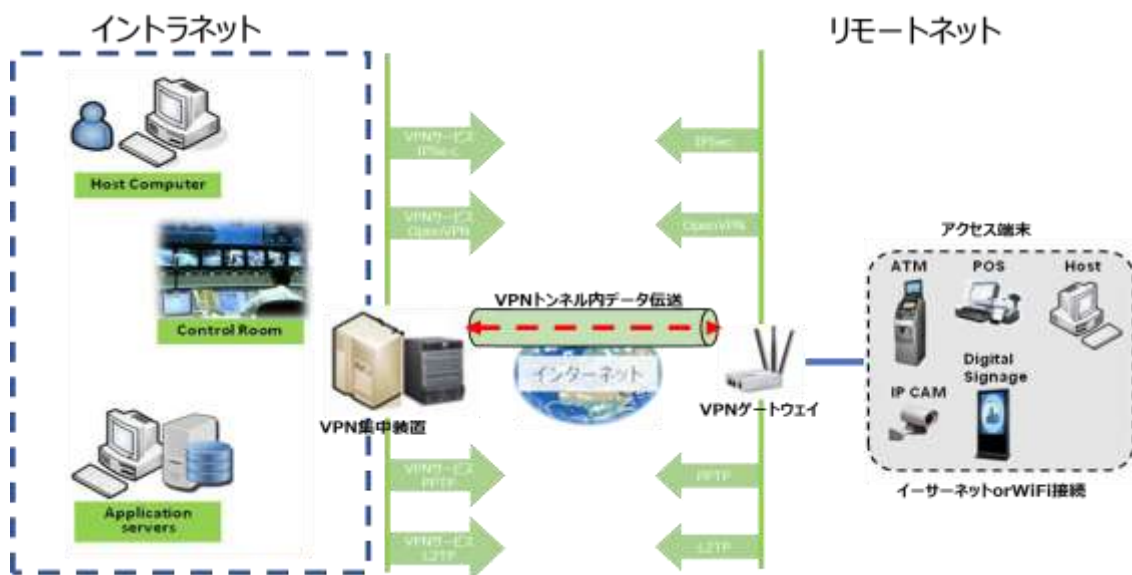 イントラネット
リモートネット
Host Computer
Control Room
Application
servers
VPNサービス
IPSec
VPNサービス
OpenVPN
VPNトンネル内データ伝送
インターネット
VPN集中装置
VPNサービス
PPTP
VPNサービス
L2TP
IPSec
OpenVPN
VPNゲートウェイ
PPTP
L2TP
アクセス端末
ATM
POS
Host
Digital
Signage
IP CAM
イーサーネットorWiFi接続